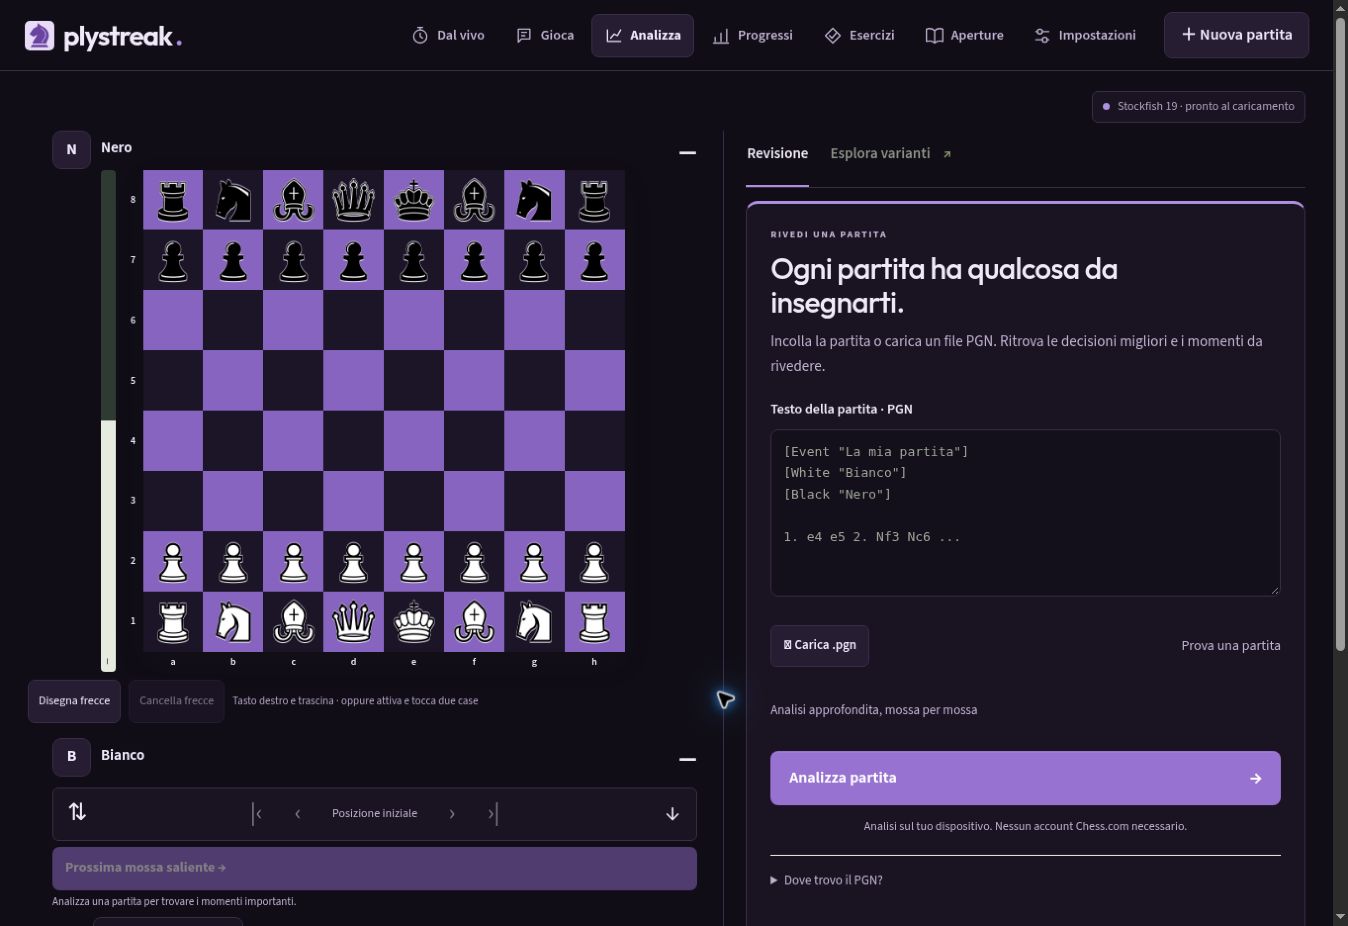 plystreak.
Dal vivo
Gioca
Analizza
Progressi
Esercizi
Aperture
Impostazioni
+ Nuova partita
Stockfish 19 · pronto al caricamento
N
Nero
—
8
7
6
5
4
3
2
1
a b c d e f g h
Disegna frecce
Cancella frecce
Tasto destro e trascina · oppure attiva e tocca due case
B
Bianco
—
Posizione iniziale
Prossima mossa saliente →
Analizza una partita per trovare i momenti importanti.
Revisione
Esplora varianti ↗
RIVEDI UNA PARTITA
Ogni partita ha qualcosa da
insegnarti.
Incolla la partita o carica un file PGN. Ritrova le decisioni migliori e i momenti da
rivedere.
Testo della partita · PGN
[Event "La mia partita"]
[White "Bianco"]
[Black "Nero"]
1. e4 e5 2. Nf3 Nc6 ...
Carica .pgn
Prova una partita
Analisi approfondita, mossa per mossa
Analizza partita →
Analisi sul tuo dispositivo. Nessun account Chess.com necessario.
▶ Dove trovo il PGN?